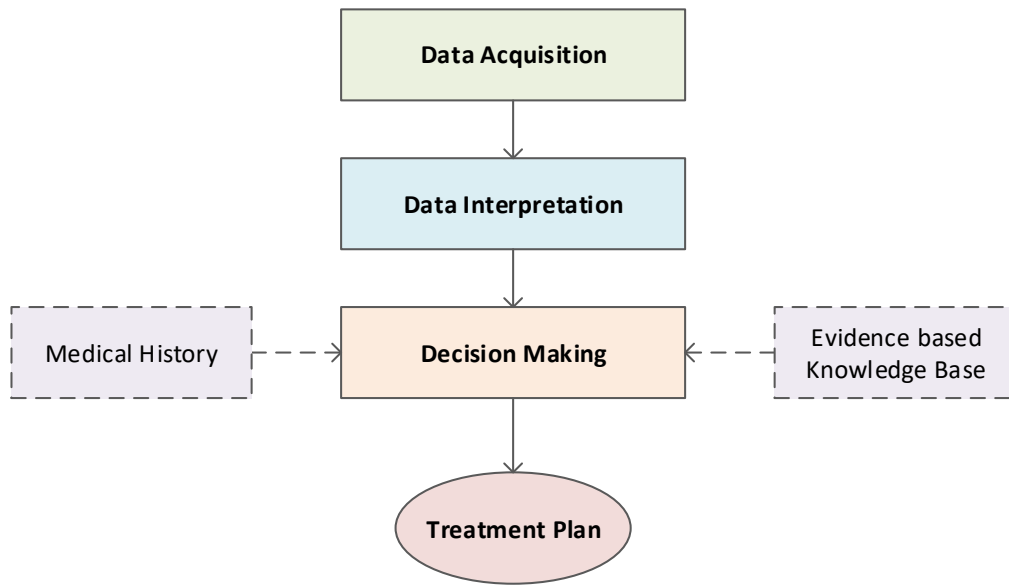 Data Acquisition
Data Interpretation
Medical History
Decision Making
Evidence based
Knowledge Base
Treatment Plan